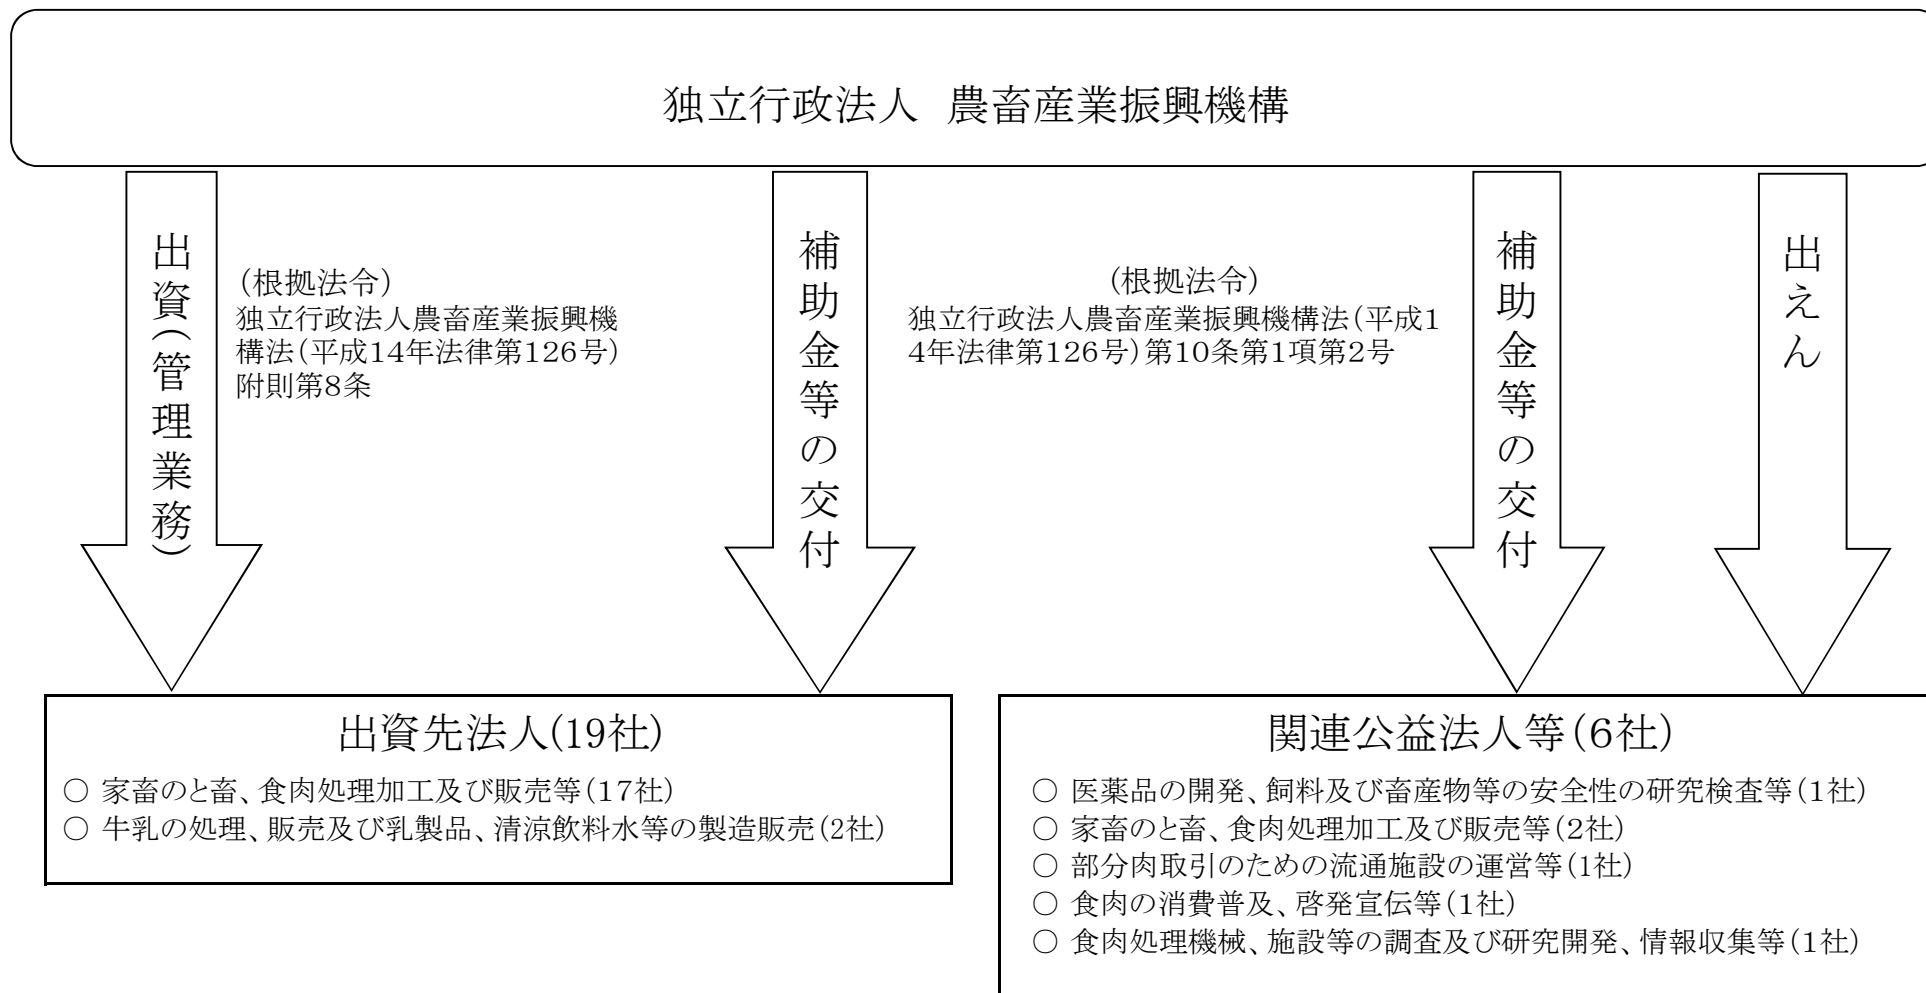 独立行政法人　農畜産業振興機構
出資(管理業務)
(根拠法令)
独立行政法人農畜産業振興機
構法(平成14年法律第126号)
附則第8条
補助金等の交付
(根拠法令)
独立行政法人農畜産業振興機構法(平成1
4年法律第126号)第10条第1項第2号
補助金等の交付
出えん
出資先法人(19社)
○ 家畜のと畜、食肉処理加工及び販売等(17社)
○ 牛乳の処理、販売及び乳製品、清涼飲料水等の製造販売(2社)
関連公益法人等(6社)
○ 医薬品の開発、飼料及び畜産物等の安全性の研究検査等(1社)
○ 家畜のと畜、食肉処理加工及び販売等(2社)
○ 部分肉取引のための流通施設の運営等(1社)
○ 食肉の消費普及、啓発宣伝等(1社)
○ 食肉処理機械、施設等の調査及び研究開発、情報収集等(1社)